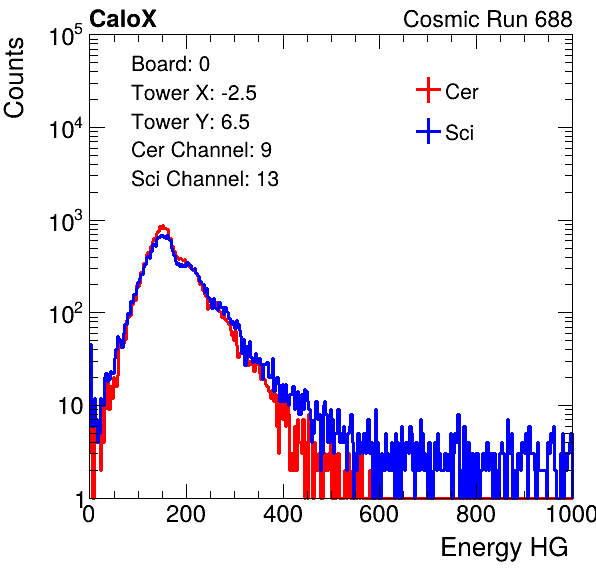 CaloX Cosmic Run 688
Counts
10^5
10^4
10^3
10^2
10
1
Board: 0
Tower X: -2.5
Tower Y: 6.5
Cer Channel: 9
Sci Channel: 13
Cer
Sci
0 200 400 600 800 1000
Energy HG